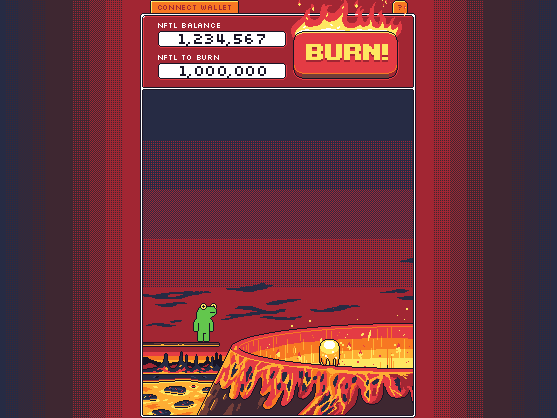 CONNECT WALLET
?
NFTL BALANCE
1,234,567
NFTL TO BURN
1,000,000
BURN!